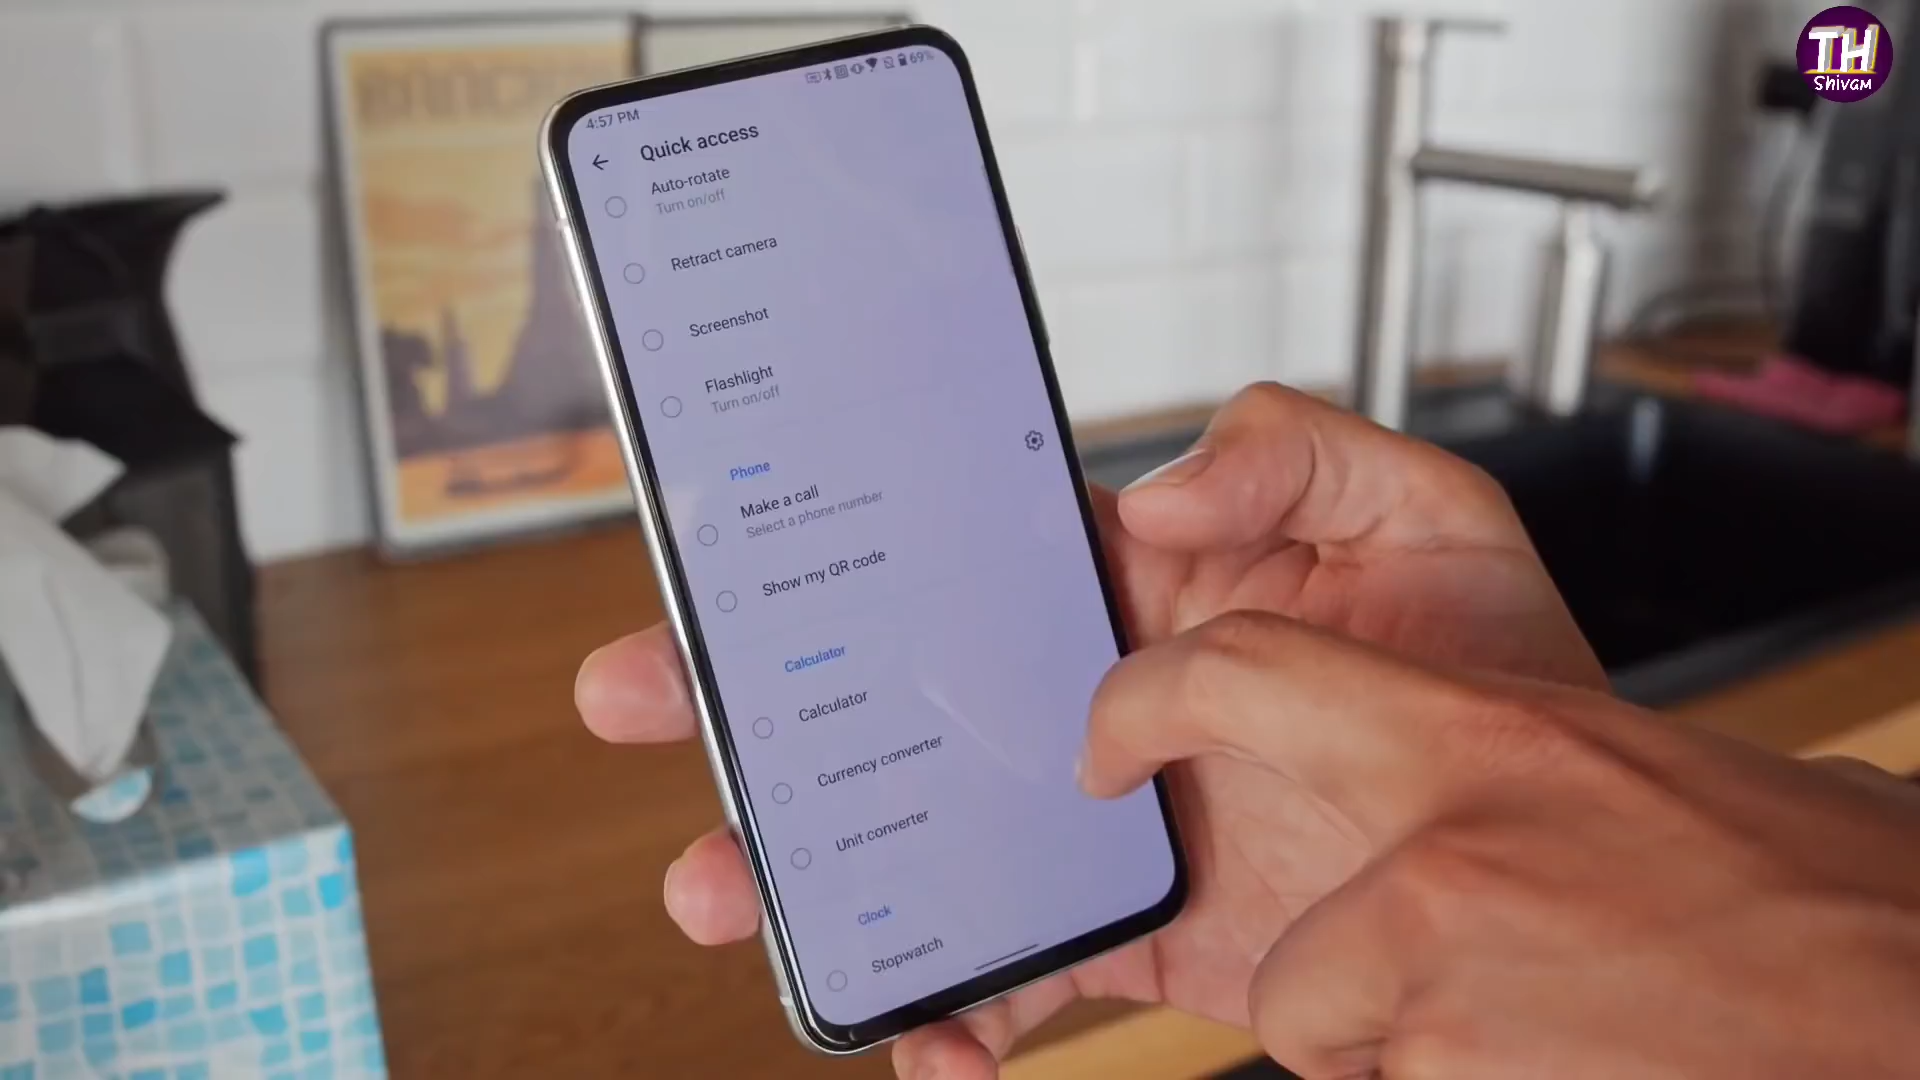 TH
Shivam
4:57 PM
69%
Quick access
Auto-rotate
Turn on/off
Retract camera
Screenshot
Flashlight
Turn on/off
Phone
Make a call
Select a phone number
Show my QR code
Calculator
Calculator
Currency converter
Unit converter
Clock
Stopwatch